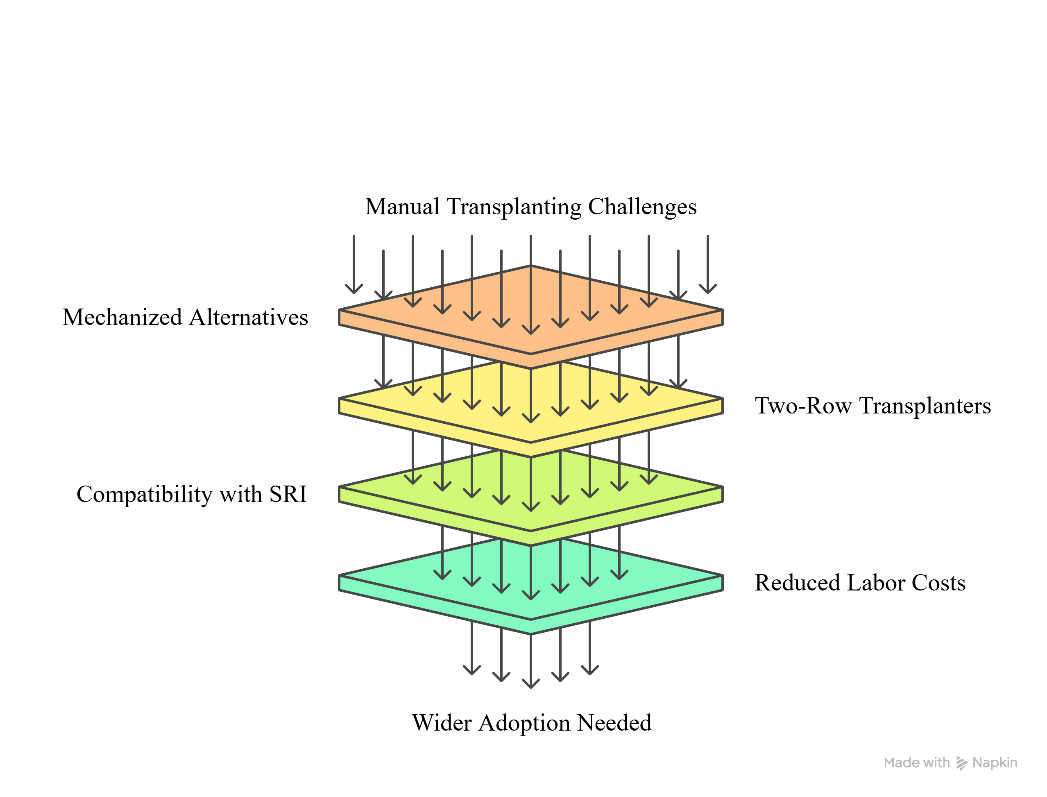 Manual Transplanting Challenges
Mechanized Alternatives
Two-Row Transplanters
Compatibility with SRI
Reduced Labor Costs
Wider Adoption Needed
Made with Napkin